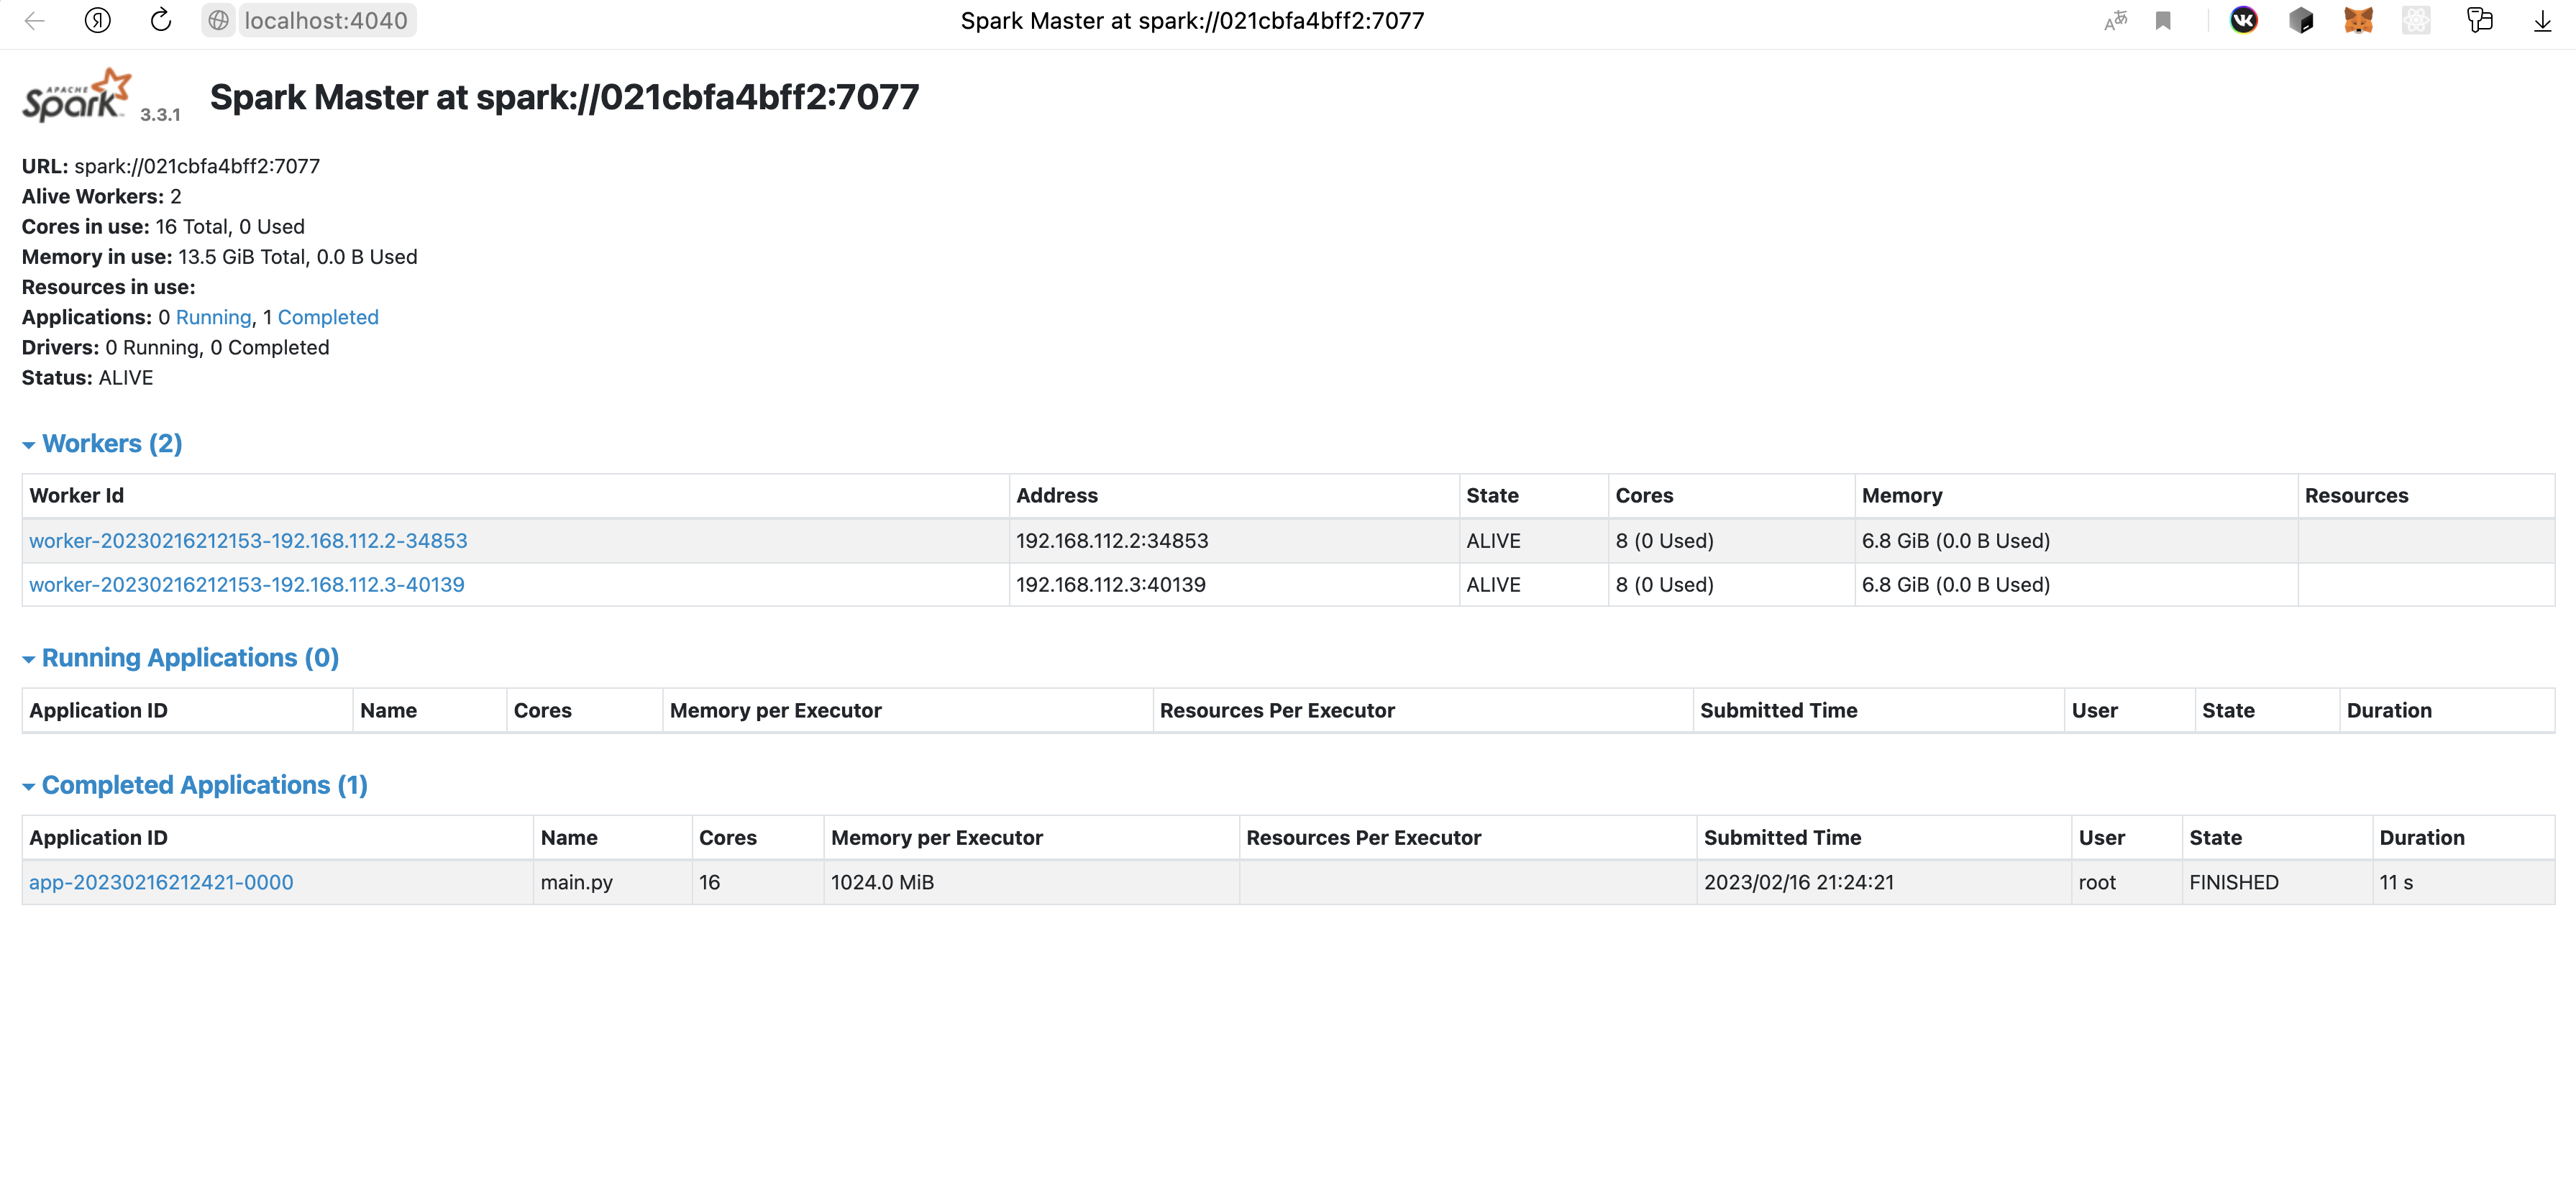 Я localhost:4040 Spark Master at spark://021cbfa4bff2:7077
APACHE Spark 3.3.1 Spark Master at spark://021cbfa4bff2:7077
URL: spark://021cbfa4bff2:7077
Alive Workers: 2
Cores in use: 16 Total, 0 Used
Memory in use: 13.5 GiB Total, 0.0 B Used
Resources in use:
Applications: 0 Running, 1 Completed
Drivers: 0 Running, 0 Completed
Status: ALIVE
Workers (2)
Worker Id Address State Cores Memory Resources
worker-20230216212153-192.168.112.2-34853 192.168.112.2:34853 ALIVE 8 (0 Used) 6.8 GiB (0.0 B Used)
worker-20230216212153-192.168.112.3-40139 192.168.112.3:40139 ALIVE 8 (0 Used) 6.8 GiB (0.0 B Used)
Running Applications (0)
Application ID Name Cores Memory per Executor Resources Per Executor Submitted Time User State Duration
Completed Applications (1)
Application ID Name Cores Memory per Executor Resources Per Executor Submitted Time User State Duration
app-20230216212421-0000 main.py 16 1024.0 MiB 2023/02/16 21:24:21 root FINISHED 11 s